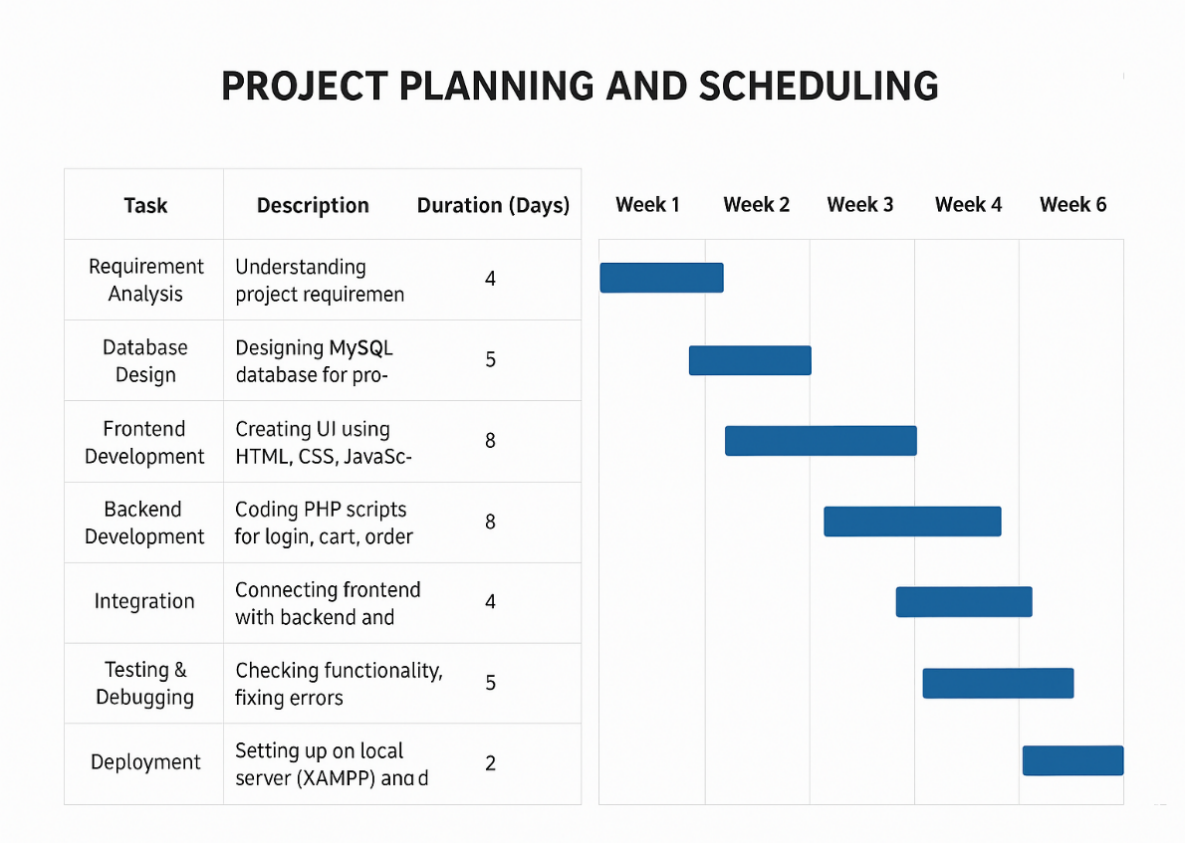 PROJECT PLANNING AND SCHEDULING
Task Description Duration (Days) Week 1 Week 2 Week 3 Week 4 Week 6
Requirement
Analysis
Understanding
project requiremen
4
Database
Design
Designing MySQL
database for pro-
5
Frontend
Development
Creating UI using
HTML, CSS, JavaSc-
8
Backend
Development
Coding PHP scripts
for login, cart, order
8
Integration
Connecting frontend
with backend and
4
Testing &
Debugging
Checking functionality,
fixing errors
5
Deployment
Setting up on local
server (XAMPP) and d
2